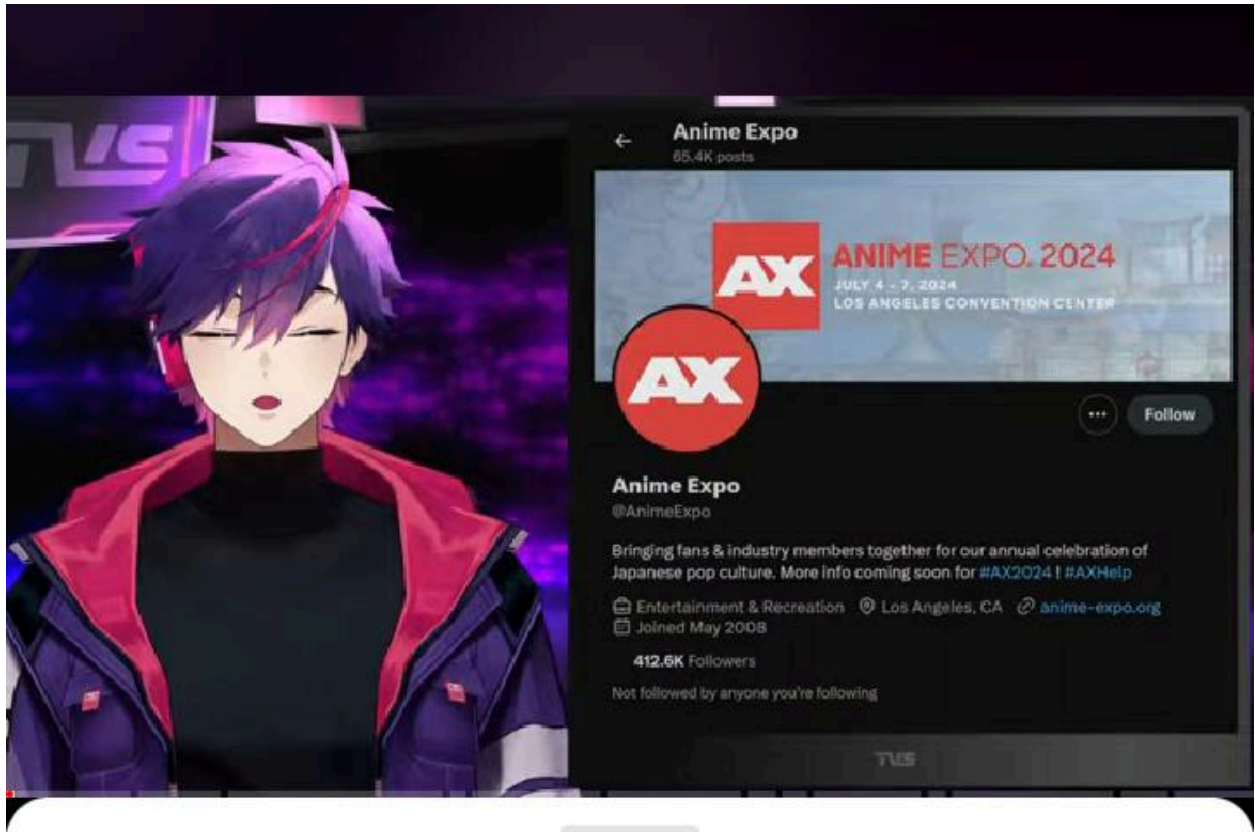 Anime Expo
65.4K posts
AX
ANIME EXPO. 2024
JULY 4 - 7, 2024
LOS ANGELES CONVENTION CENTER
AX
Follow
Anime Expo
@AnimeExpo
Bringing fans & industry members together for our annual celebration of
Japanese pop culture. More info coming soon for #AX2024 ! #AXHelp
Entertainment & Recreation Los Angeles, CA anime-expo.org
Joined May 2008
412.6K Followers
Not followed by anyone you're following